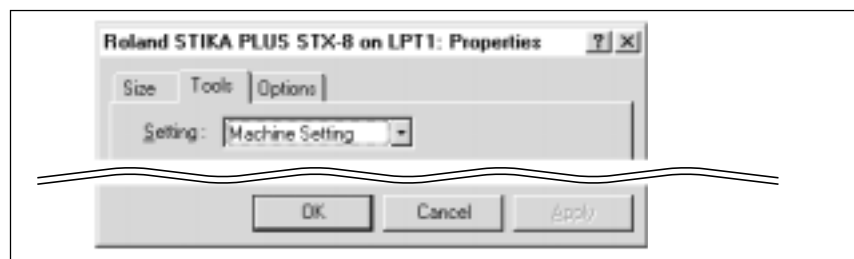 Roland STIKA PLUS STX-8 on LPT1: Properties ? X
Size Tools Options
Setting: Machine Setting
OK Cancel Apply